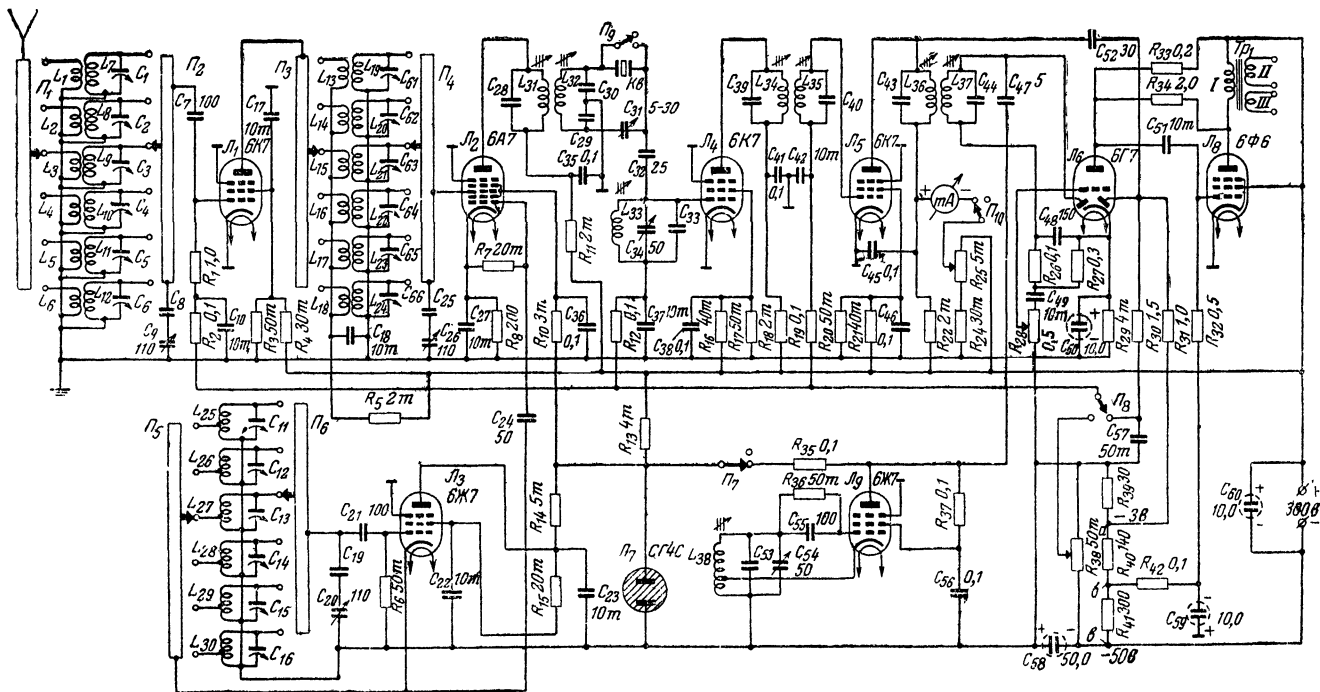 П1
L1
L7
C1
L2
L8
C2
L3
L9
C3
L4
L10
C4
L5
L11
C5
L6
L12
C6
П2
C7
100
C8
C9
110
R1 1,0
R2 0,1
C10
10т
R3 50т
R4 30т
Л1
6К7
C17
10т
П3
L13
L19
C61
L14
L20
C62
L15
L21
C63
L16
L22
C64
L17
L23
C65
L18
L24
C66
C18
10т
R5 2т
П4
C25
C26
110
Л2
6А7
R7 20т
C27
10т
R8 200
R10 3т
C36
0,1
C24
50
C28
L31
L32
C30
C29
C35 0,1
R11 2т
П9
Кв
5-30
C31
C32 25
L33
C34 50
C33
R12 0,1
C37
10т
C38 0,1
Л4
6К7
R16 40т
R17 50т
R18 2т
R19 0,1
C39
L34
L35
C40
C41
0,1
C42
10т
Л5
6К7
C45 0,1
R20 50т
R21 40т
C46
0,1
R22 2т
R24 30т
R25 5т
C43
L36
L37
C44
C47 5
mA
П10
C52 30
R33 0,2
R34 2,0
Тр1
I
II
III
C51 10т
Л6
6Г7
Л8
6Ф6
C48 150
R26 0,1
R27 0,3
C49
10т
R28
0,5
C50
10,0
R29 4т
R30 1,5
R31 1,0
R32 0,5
П5
L25
C11
L26
C12
L27
C13
L28
C14
L29
C15
L30
C16
П6
C21
100
C19
C20
110
R6 50т
C22 10т
Л3
6Ж7
R13 4т
R14 5т
R15 20т
C23
10т
Л7
СГ4С
П7
R35 0,1
R36 50т
C55 100
Л9
6Ж7
L38
C53
C54
50
R37 0,1
C56
0,1
П8
C57
50т
R39 30
-3в
R38 50т
R40 140
R42 0,1
R41 300
-50в
C58
50,0
C59
10,0
C60
10,0
380в